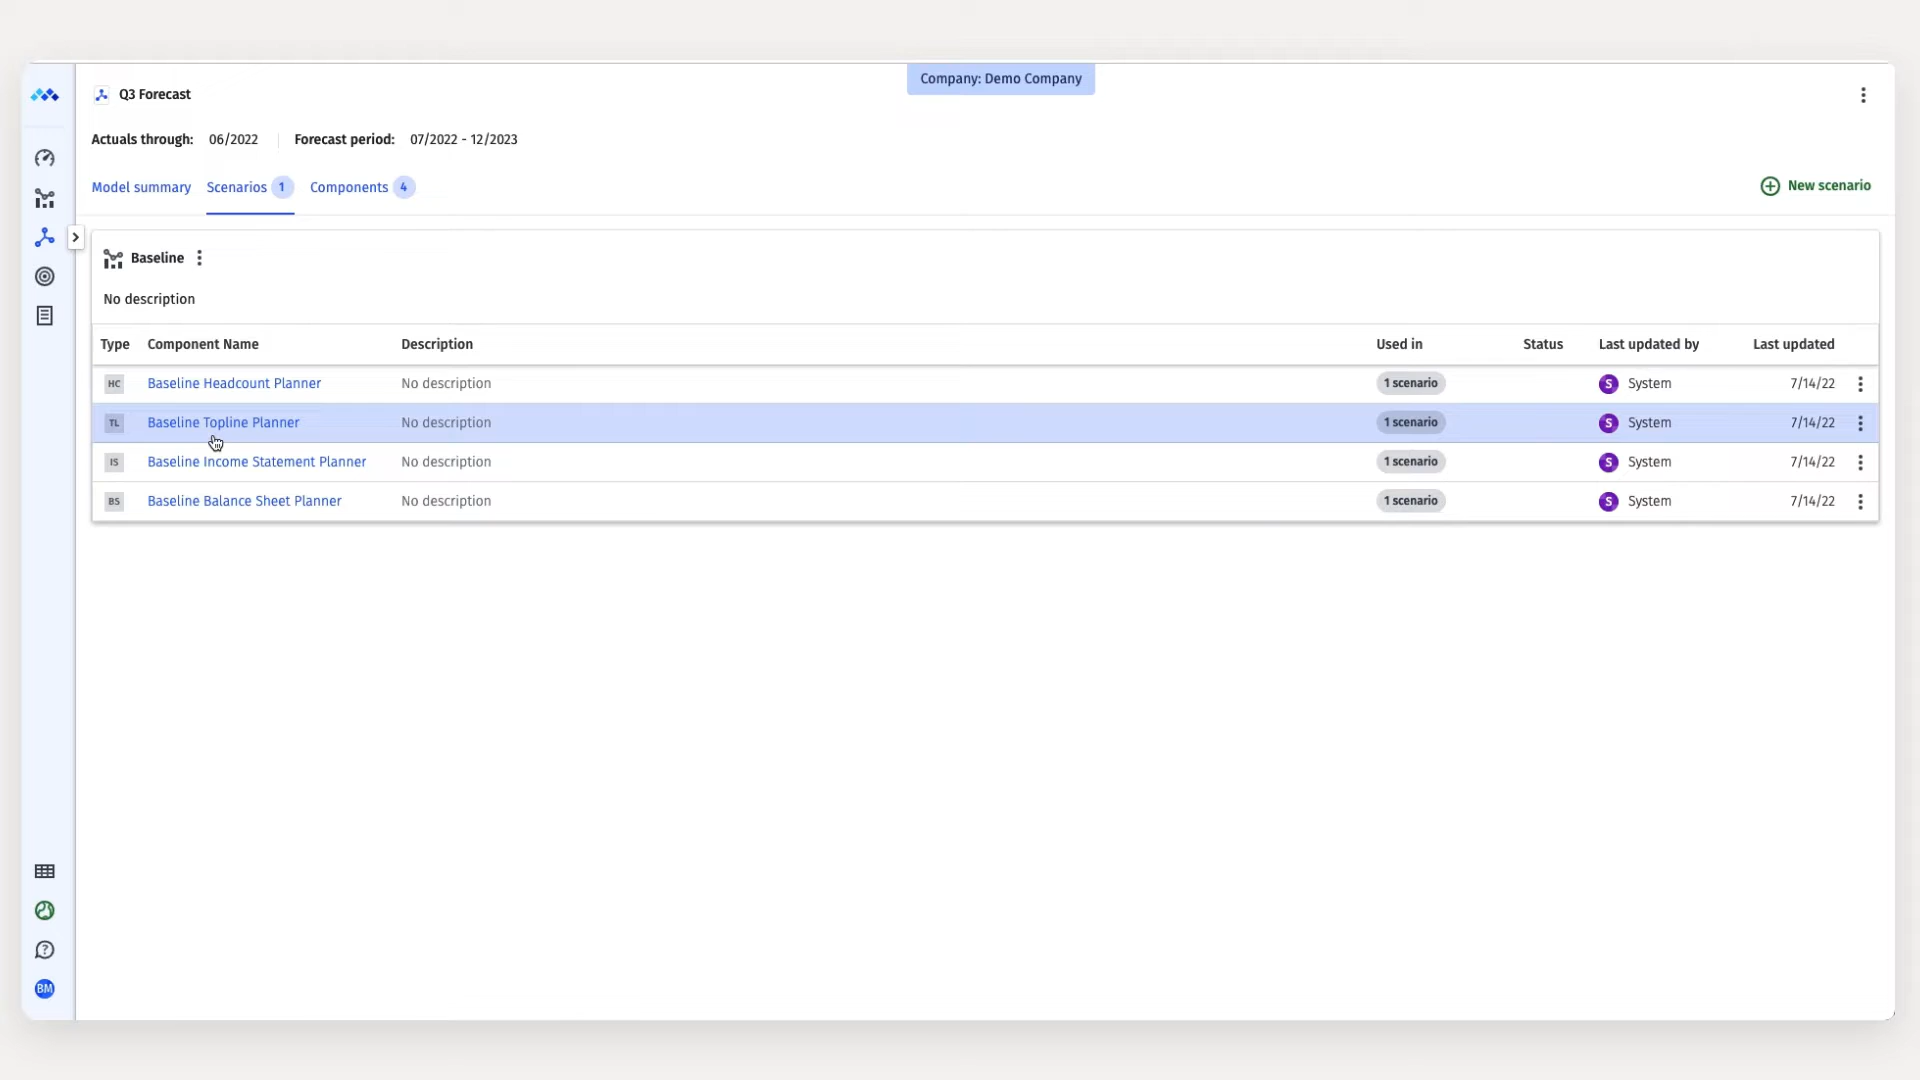 Company: Demo Company
Q3 Forecast
Actuals through: 06/2022 Forecast period: 07/2022 - 12/2023
Model summary Scenarios 1 Components 4 New scenario
Baseline
No description
Type Component Name Description Used in Status Last updated by Last updated
HC Baseline Headcount Planner No description 1 scenario S System 7/14/22
TL Baseline Topline Planner No description 1 scenario S System 7/14/22
IS Baseline Income Statement Planner No description 1 scenario S System 7/14/22
BS Baseline Balance Sheet Planner No description 1 scenario S System 7/14/22
BM